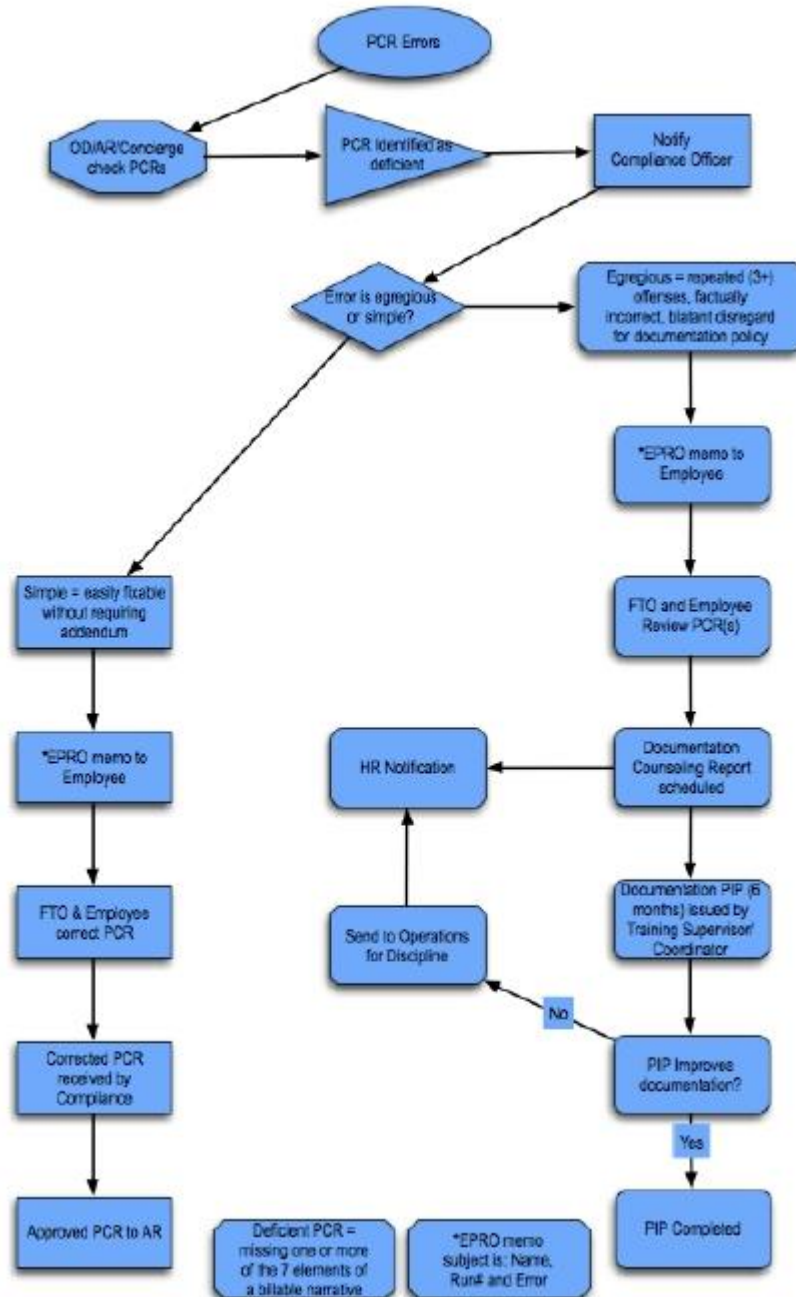 PCR Errors
OD/AR/Concierge
check PCRs
PCR Identified as
deficient
Notify
Compliance Officer
Error is egregious
or simple?
Egregious = repeated (3+)
offenses, factually
incorrect, blatant disregard
for documentation policy
*EPRO memo to
Employee
FTO and Employee
Review PCR(s)
Simple = easily fixable
without requiring
addendum
*EPRO memo to
Employee
HR Notification
Documentation
Counseling Report
scheduled
FTO & Employee
correct PCR
Send to Operations
for Discipline
Documentation PIP (6
months) issued by
Training Supervisor/
Coordinator
No
Corrected PCR
received by
Compliance
PIP Improves
documentation?
Yes
Approved PCR to AR
Deficient PCR =
missing one or more
of the 7 elements of
a billable narrative
*EPRO memo
subject is: Name,
Run# and Error
PIP Completed